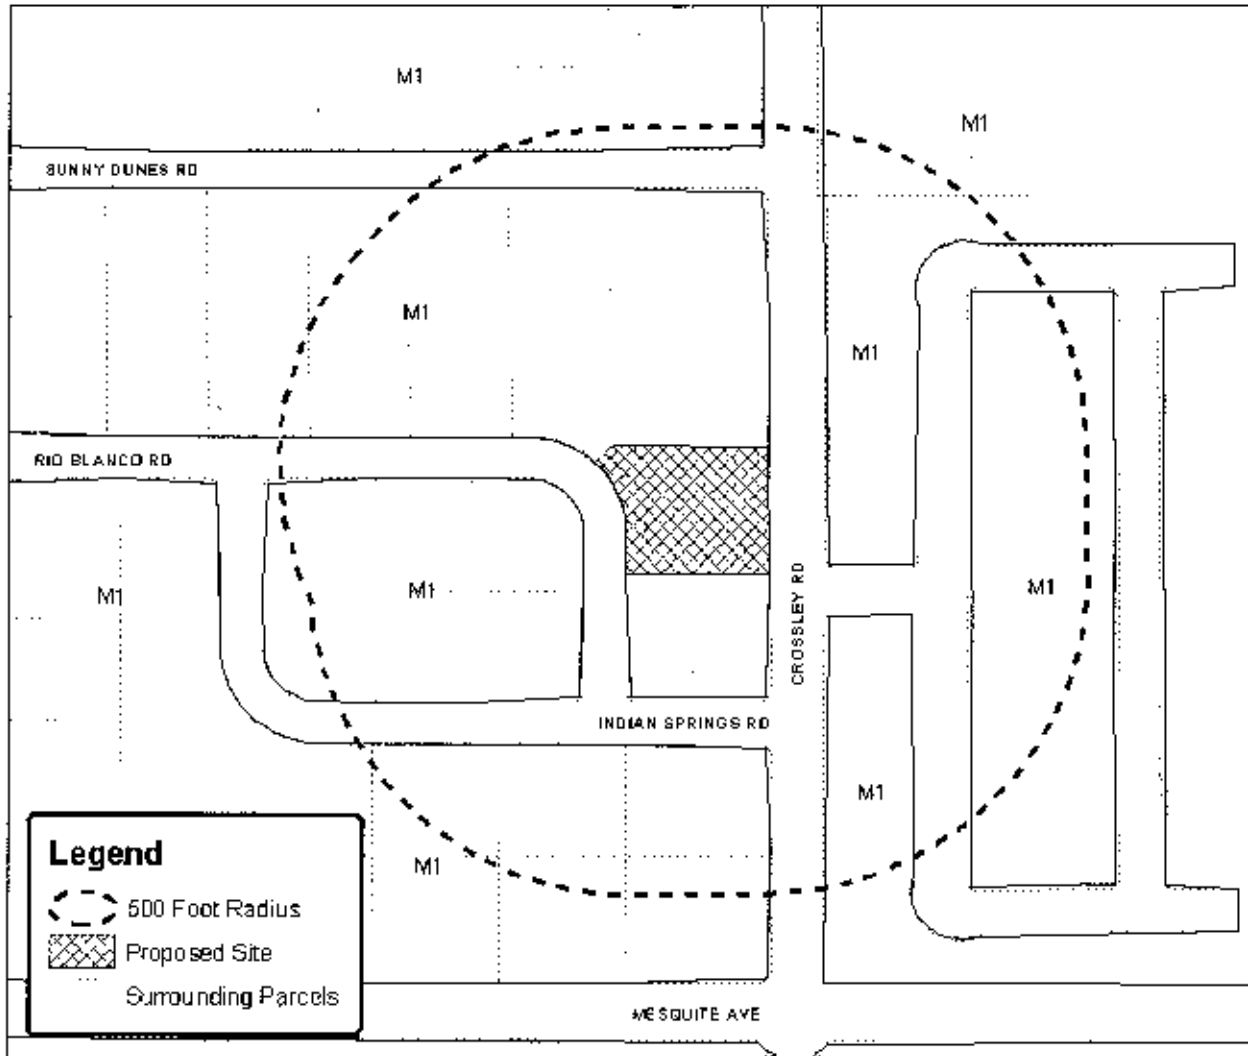 M1
M1
SUNNY DUNES RD
M1
M1
RIO BLANCO RD
M1
M1
M1
CROSSLEY RD
INDIAN SPRINGS RD
M1
M1
Legend
500 Foot Radius
Proposed Site
Surrounding Parcels
MESQUITE AVE